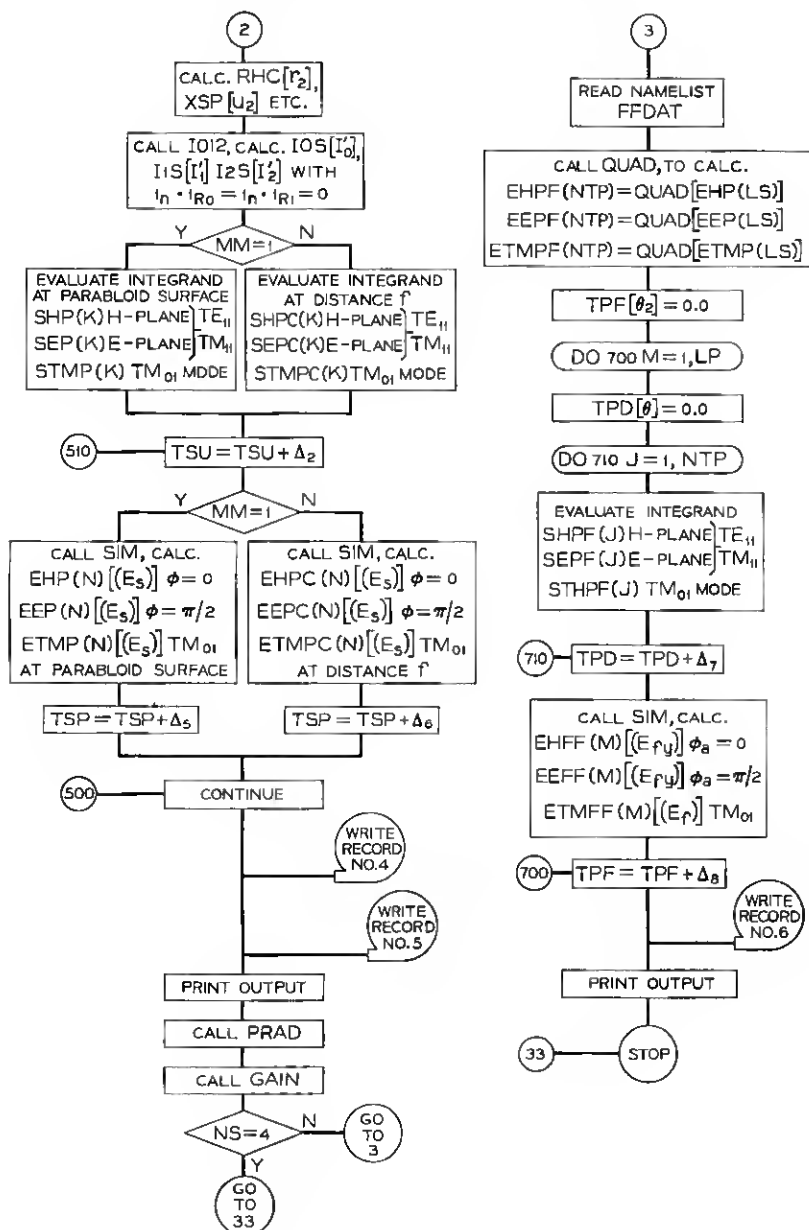 2
CALC. RHC[r₂],
XSP[u₂] ETC.
CALL IO12, CALC. IOS[I'₀],
I1S[I'₁] I2S[I'₂] WITH
iₙ · i_R₀ = iₙ · i_R₁ = 0
Y
MM=1
N
EVALUATE INTEGRAND
AT PARABLOID SURFACE
SHP(K) H-PLANE } TE₁₁
SEP(K) E-PLANE } TM₁₁
STMP(K) TM₀₁ MODE
EVALUATE INTEGRAND
AT DISTANCE r
SHPC(K) H-PLANE } TE₁₁
SEPC(K) E-PLANE } TM₁₁
STMPC(K) TM₀₁ MODE
510
TSU = TSU + Δ₂
Y
MM=1
N
CALL SIM, CALC.
EHP(N) [(Eₛ)] ϕ = 0
EEP(N) [(Eₛ)] ϕ = π/2
ETMP(N) [(Eₛ)] TM₀₁
AT PARABLOID SURFACE
CALL SIM, CALC.
EHPC(N) [(Eₛ)] ϕ = 0
EEPC(N) [(Eₛ)] ϕ = π/2
ETMPC(N) [(Eₛ)] TM₀₁
AT DISTANCE r
TSP = TSP + Δ₅
TSP = TSP + Δ₆
500
CONTINUE
WRITE
RECORD
NO.4
WRITE
RECORD
NO.5
PRINT OUTPUT
CALL PRAD
CALL GAIN
NS=4
N
GO
TO
3
Y
GO
TO
33
3
READ NAMELIST
FFDAT
CALL QUAD, TO CALC.
EHPF(NTP) = QUAD[EHP(LS)]
EEPF(NTP) = QUAD[EEP(LS)]
ETMPF(NTP) = QUAD[ETMP(LS)]
TPF[θ₂] = 0.0
DO 700 M = 1, LP
TPD[θ] = 0.0
DO 710 J = 1, NTP
EVALUATE INTEGRAND
SHPF(J) H-PLANE } TE₁₁
SEPF(J) E-PLANE } TM₁₁
STHPF(J) TM₀₁ MODE
710
TPD = TPD + Δ₇
CALL SIM, CALC.
EHFF(M) [(E_fy)] ϕₐ = 0
EEFF(M) [(E_fy)] ϕₐ = π/2
ETMFF(M) [(E_f)] TM₀₁
700
TPF = TPF + Δ₈
WRITE
RECORD
NO.6
PRINT OUTPUT
33
STOP